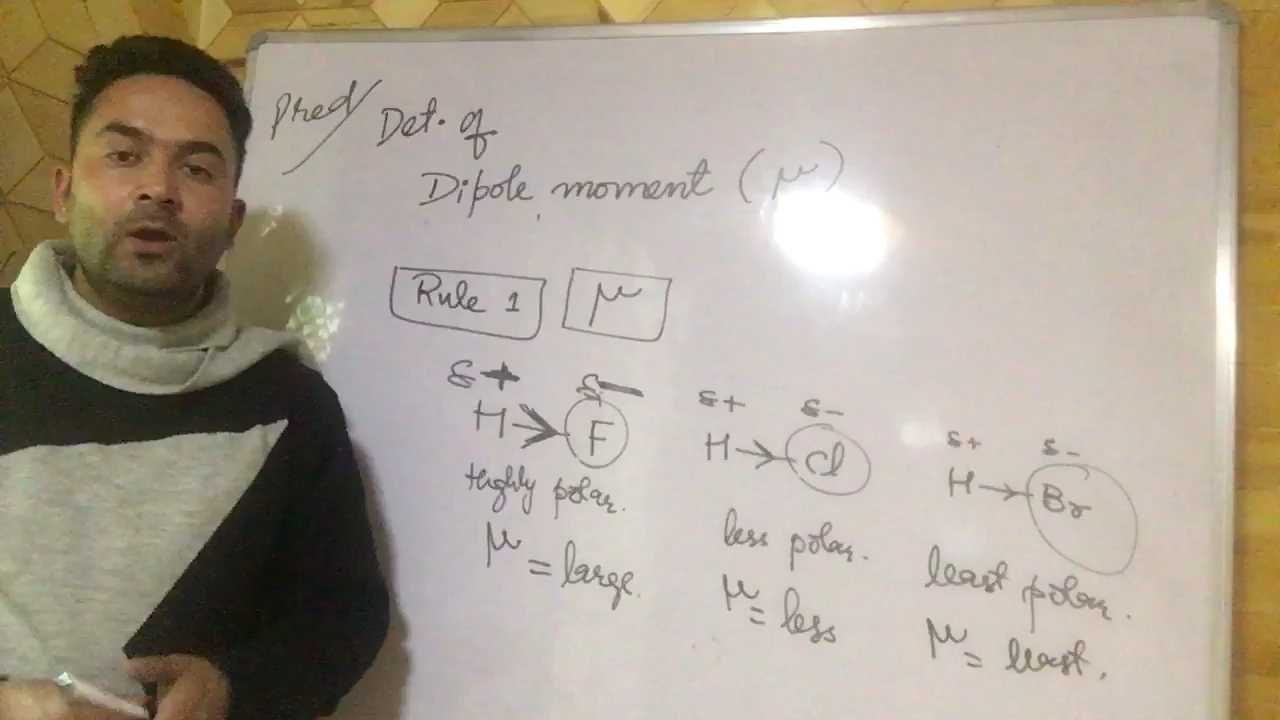 Pred/ Det. of
Dipole moment (μ)
Rule 1 μ
δ+ δ-
H → F
Highly polar.
μ = large.
δ+ δ-
H → Cl
less polar.
μ = less
δ+ δ-
H → Br
least polar.
μ = least.